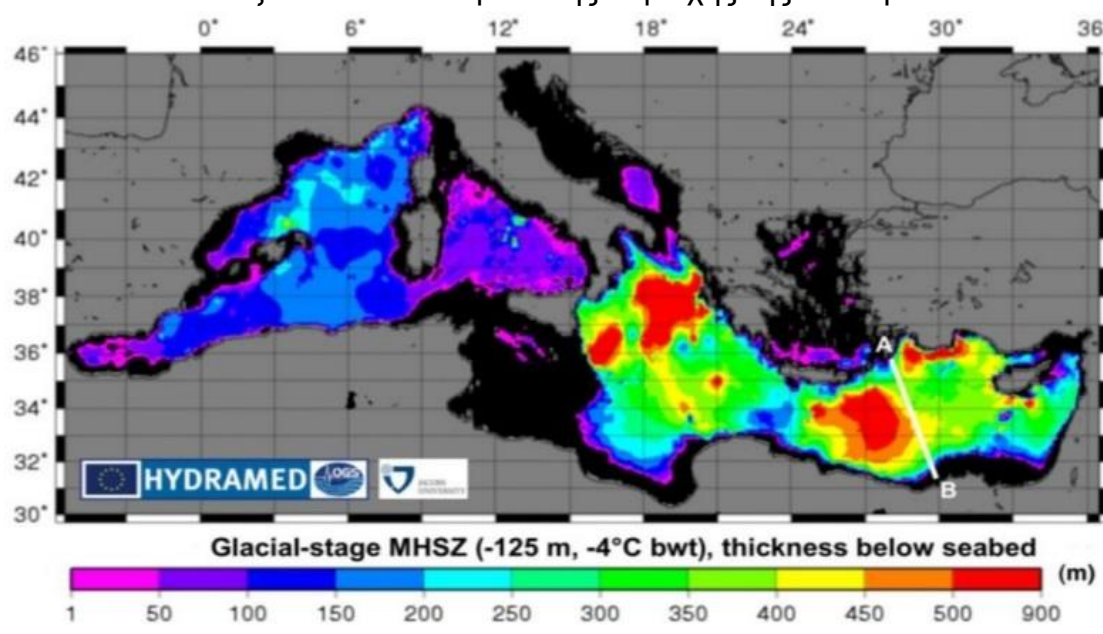 0° 6° 12° 18° 24° 30° 36
46°
44°
42°
40°
38°
36°
34°
32°
30°
A
B
HYDRAMED OGS JACOBS UNIVERSITY
Glacial-stage MHSZ (-125 m, -4°C bwt), thickness below seabed
(m)
1 50 100 150 200 250 300 350 400 450 500 900